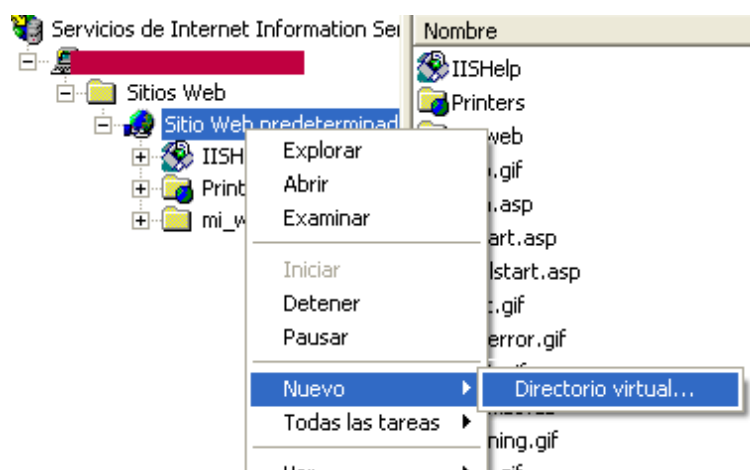 Servicios de Internet Information Ser
Nombre
Sitios Web
Sitio Web predeterminad
IISH
Print
mi_w
IISHelp
Printers
web
.gif
.asp
art.asp
lstart.asp
.gif
error.gif
ning.gif
.gif
Explorar
Abrir
Examinar
Iniciar
Detener
Pausar
Nuevo
Todas las tareas
Directorio virtual...